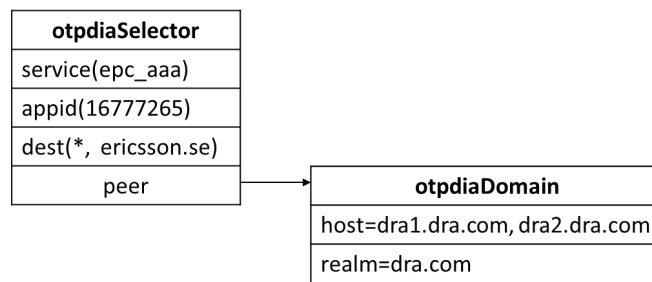 otpdiaSelector
service(epc_aaa)
appid(16777265)
dest(*, ericsson.se)
peer
otpdiaDomain
host=dra1.dra.com, dra2.dra.com
realm=dra.com